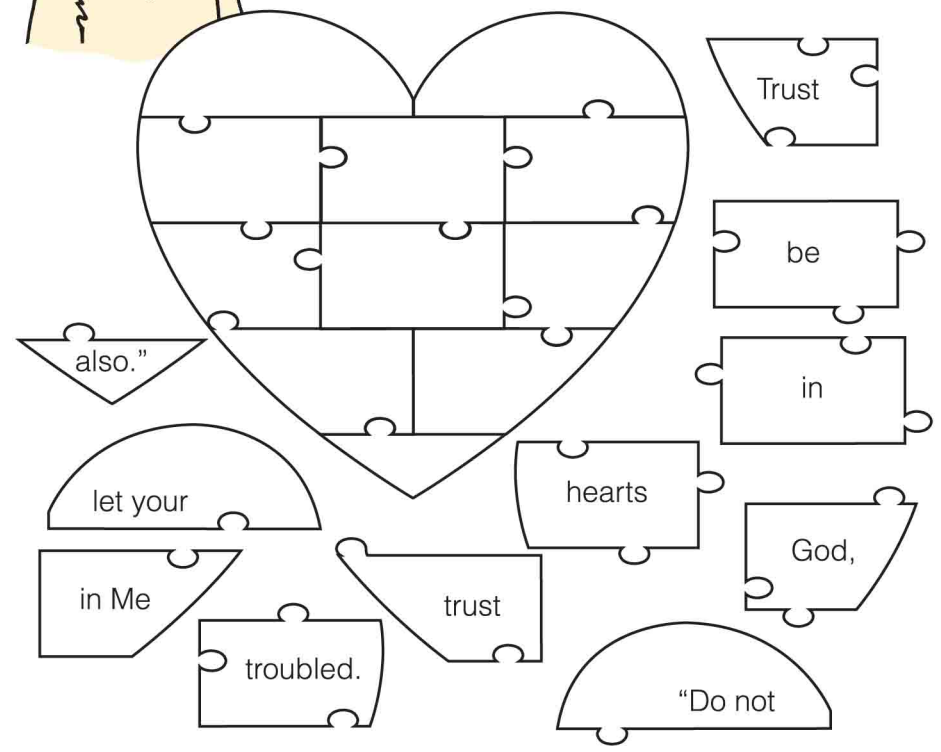 Trust
be
also.”
in
let your
hearts
God,
in Me
trust
troubled.
“Do not